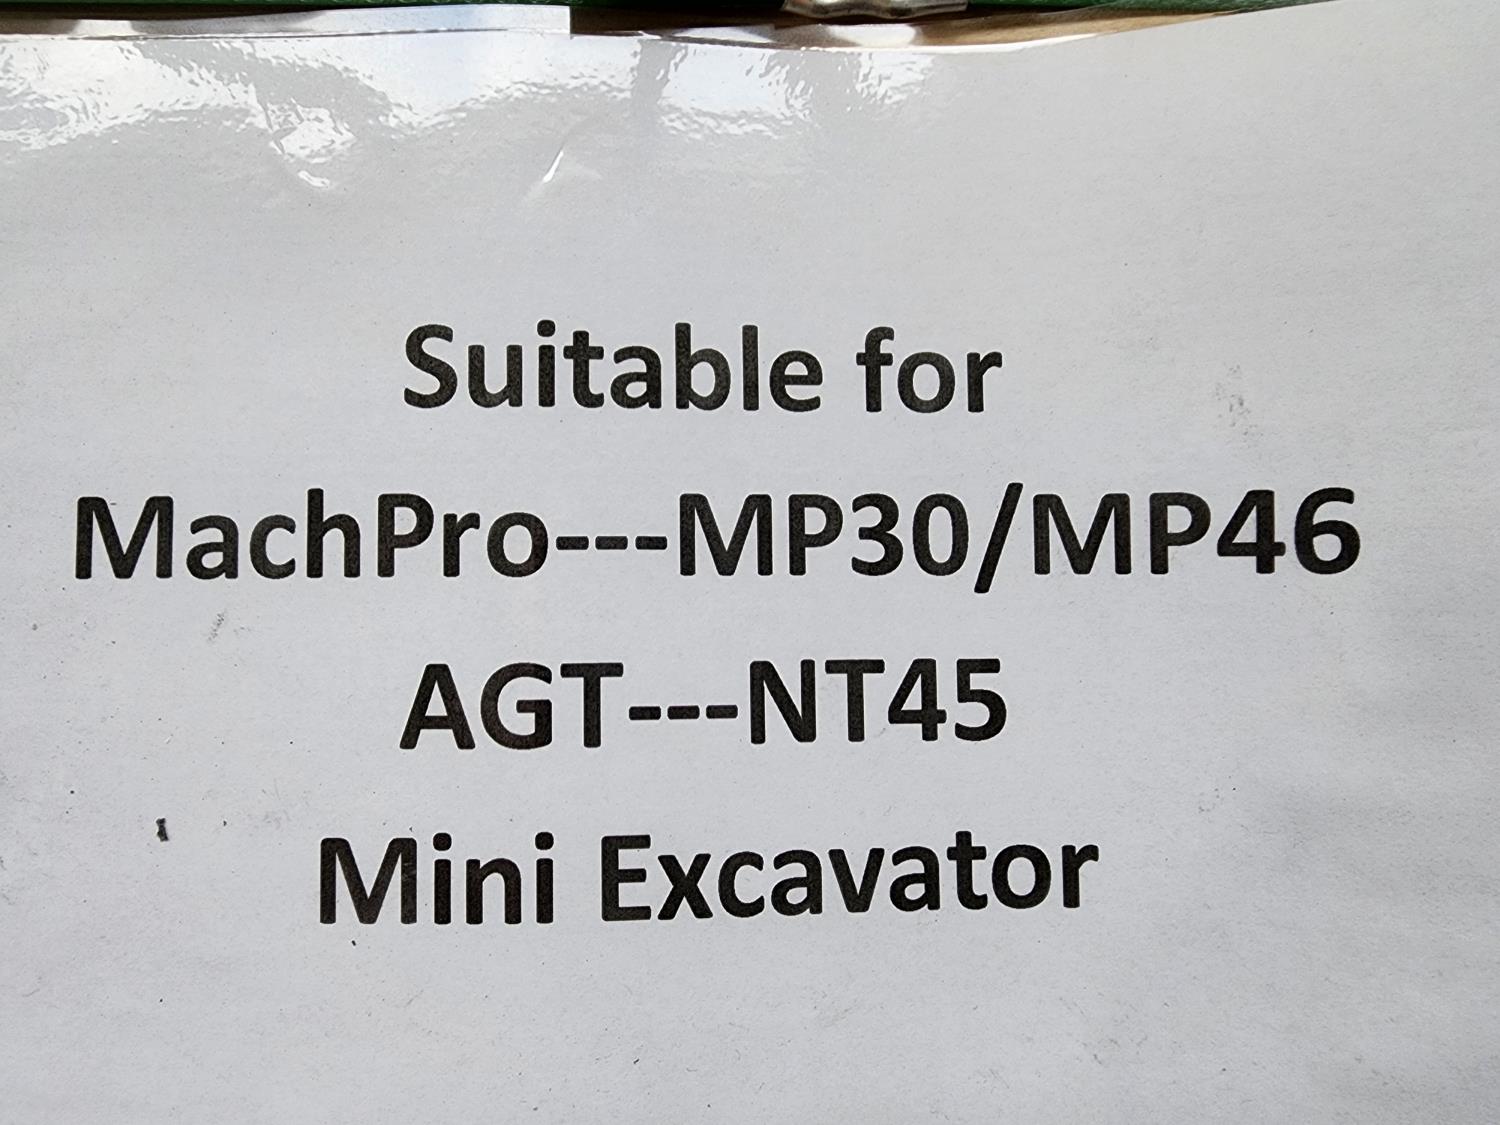 Suitable for
MachPro---MP30/MP46
AGT---NT45
Mini Excavator